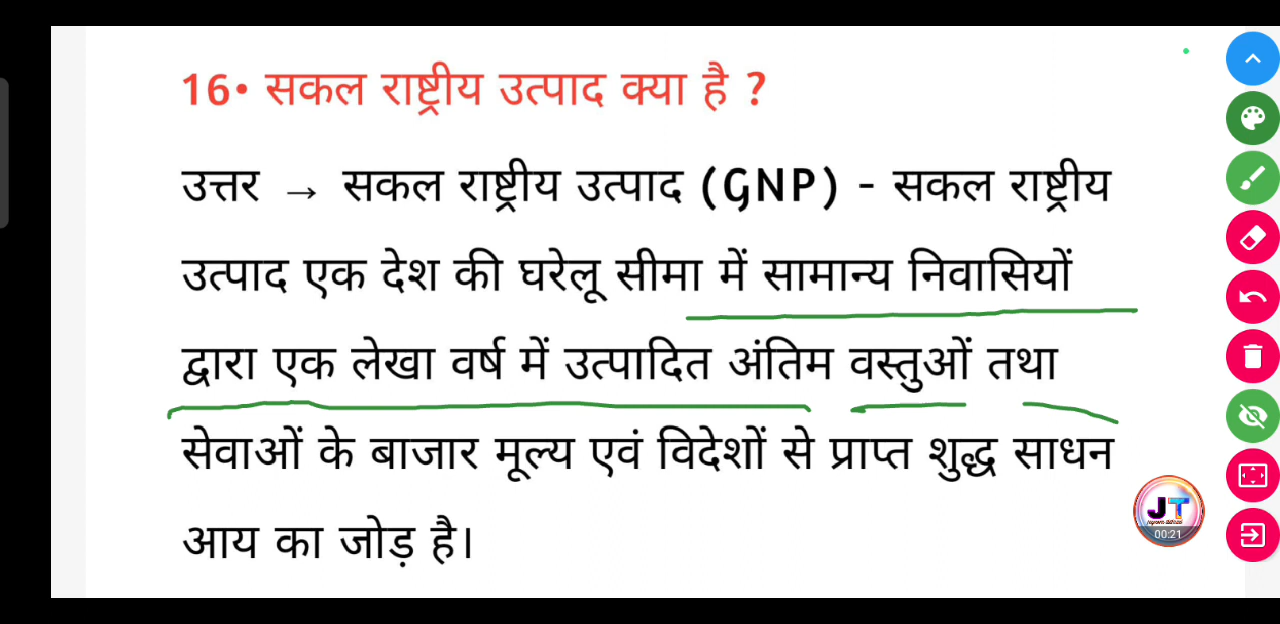 16• सकल राष्ट्रीय उत्पाद क्या है ?
उत्तर → सकल राष्ट्रीय उत्पाद (GNP) - सकल राष्ट्रीय
उत्पाद एक देश की घरेलू सीमा में सामान्य निवासियों
द्वारा एक लेखा वर्ष में उत्पादित अंतिम वस्तुओं तथा
सेवाओं के बाजार मूल्य एवं विदेशों से प्राप्त शुद्ध साधन
आय का जोड़ है।
JT
00:21